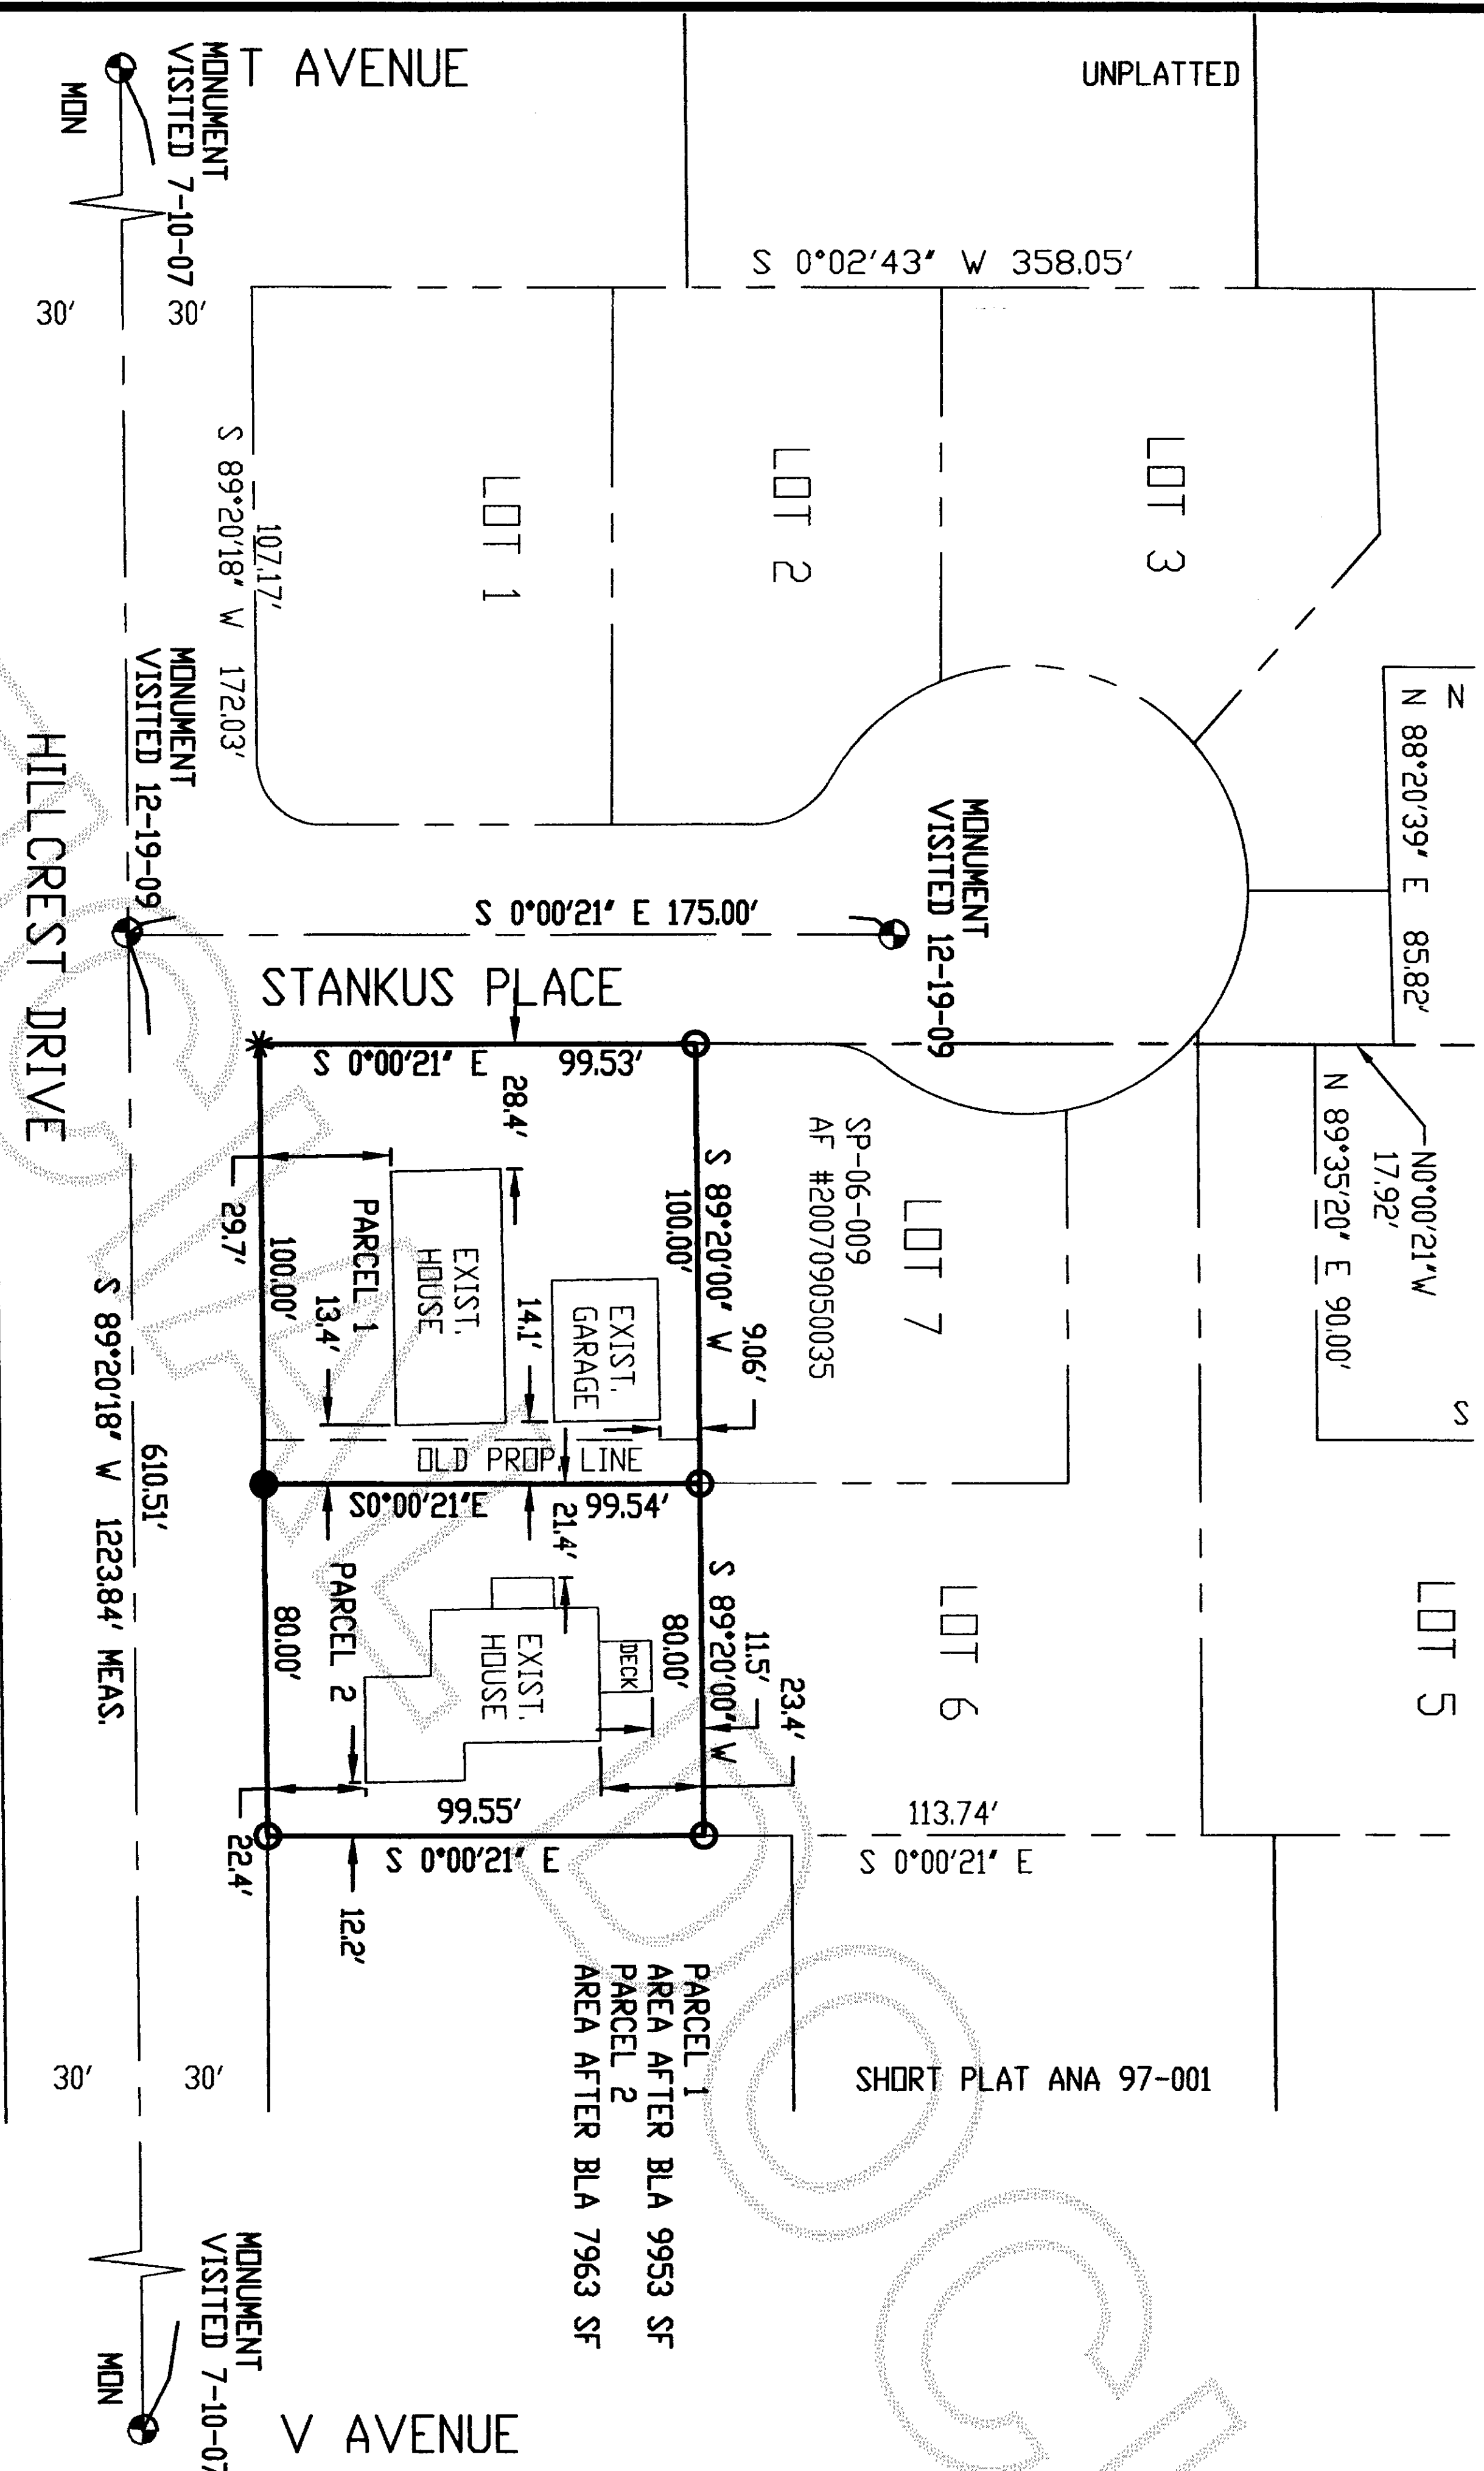 T AVENUE
MONUMENT
VISITED 7-10-07
MON
UNPLATTED
S 0°02'43" W 358.05'
30'
30'
LOT 1
LOT 2
LOT 3
107.17'
S 89°20'18" W 172.03'
MONUMENT
VISITED 12-19-09
HILLCREST DRIVE
N
N 88°20'39" E 85.82'
MONUMENT
VISITED 12-19-09
S 0°00'21" E 175.00'
STANKUS PLACE
S 0°00'21" E 99.53'
28.4'
N0°00'21"W
17.92'
N 89°35'20" E 90.00'
S
SP-06-009
AF #200709050035
LOT 7
S 89°20'00" W
100.00'
9.06'
EXIST.
GARAGE
14.1'
EXIST.
HOUSE
PARCEL 1
13.4'
100.00'
29.7'
OLD PROP. LINE
S0°00'21'E 99.54'
21.4'
610.51'
S 89°20'18" W 1223.84' MEAS.
LOT 5
LOT 6
S 89°20'00" W
80.00'
11.5'
23.4'
DECK
EXIST.
HOUSE
PARCEL 2
80.00'
99.55'
S 0°00'21" E
22.4'
12.2'
113.74'
S 0°00'21" E
PARCEL 1
AREA AFTER BLA 9953 SF
PARCEL 2
AREA AFTER BLA 7963 SF
SHORT PLAT ANA 97-001
30'
30'
MONUMENT
VISITED 7-10-07
MON
V AVENUE